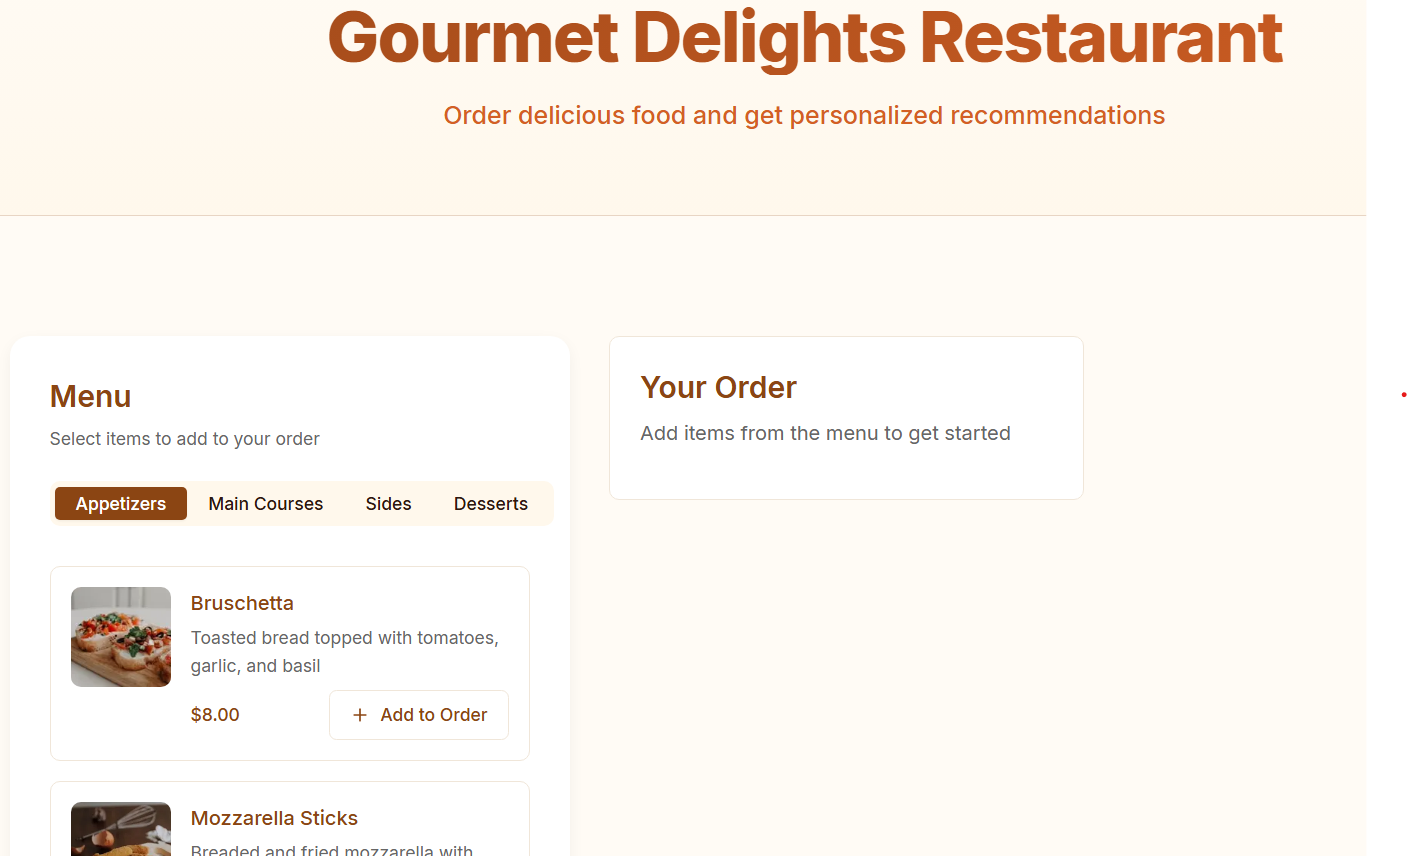 Gourmet Delights Restaurant
Order delicious food and get personalized recommendations
Menu
Select items to add to your order
Appetizers Main Courses Sides Desserts
Bruschetta
Toasted bread topped with tomatoes,
garlic, and basil
$8.00
Add to Order
Mozzarella Sticks
Breaded and fried mozzarella with
Your Order
Add items from the menu to get started